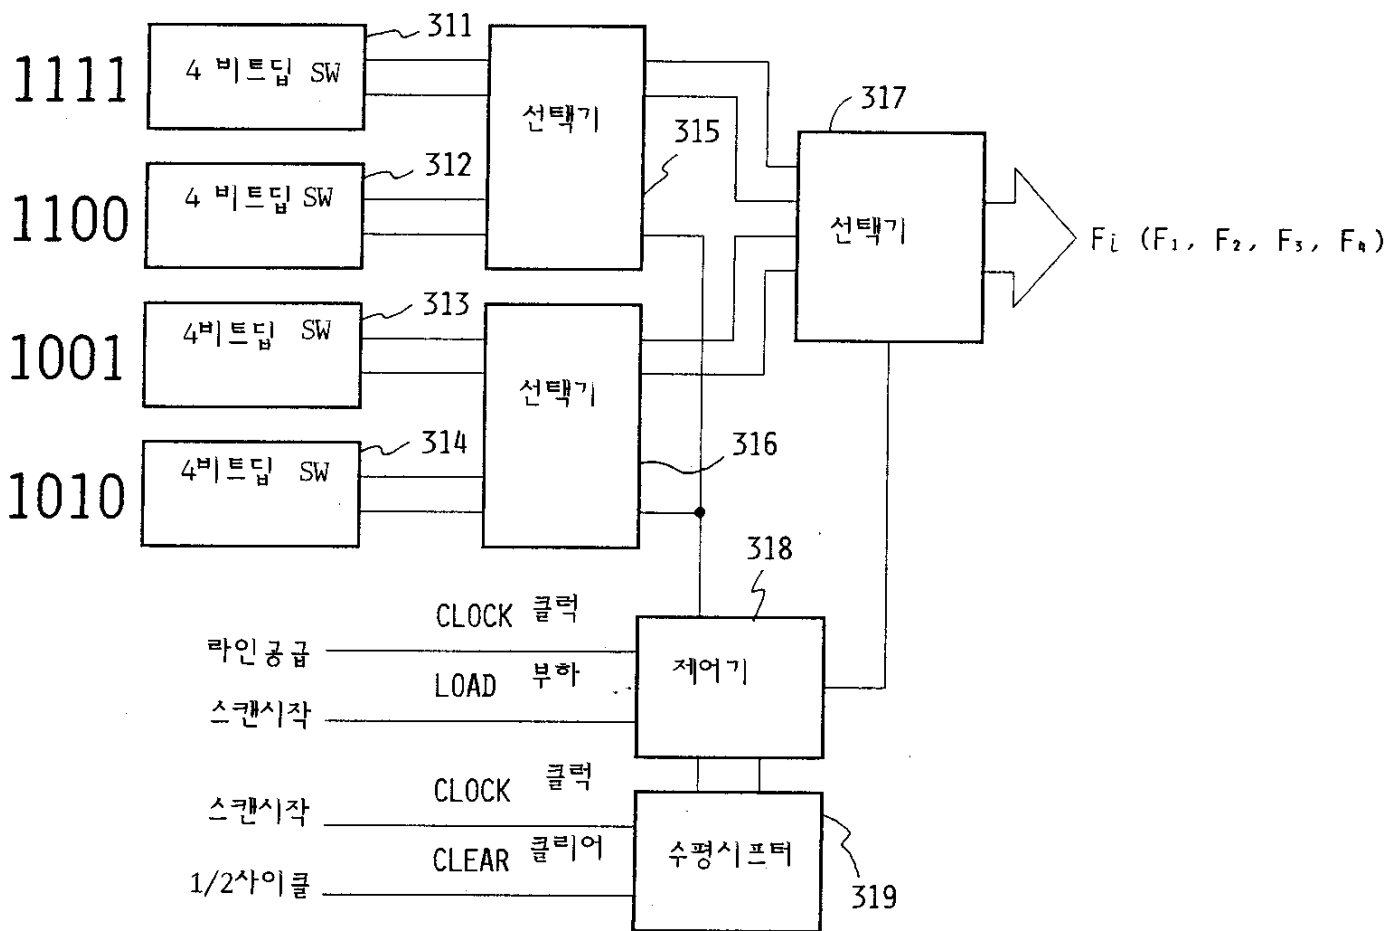 311
1111
4 비트딥 SW
선택기
317
315
312
1100
4 비트딥 SW
선택기
Fi (F1, F2, F3, F4)
313
1001
4비트딥 SW
선택기
314
316
1010
4비트딥 SW
318
CLOCK 클럭
라인공급
제어기
LOAD 부하
스캔시작
CLOCK 클럭
스캔시작
수평시프터
CLEAR 클리어
1/2사이클
319